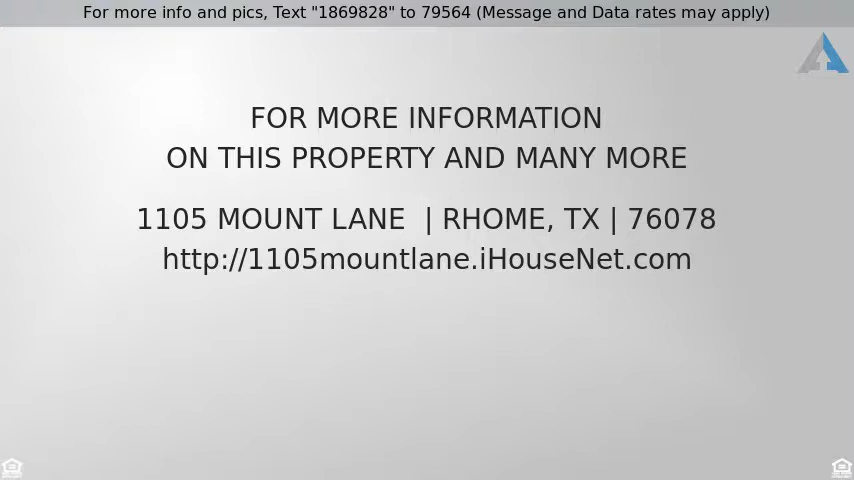 For more info and pics, Text "1869828" to 79564 (Message and Data rates may apply)
FOR MORE INFORMATION
ON THIS PROPERTY AND MANY MORE
1105 MOUNT LANE | RHOME, TX | 76078
http://1105mountlane.iHouseNet.com